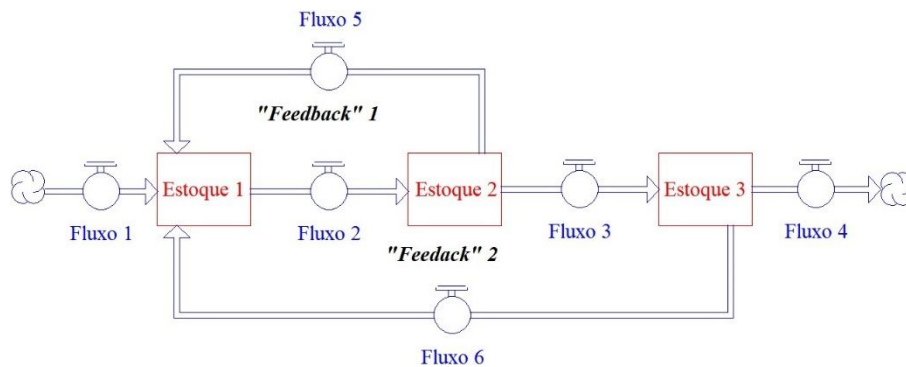 Fluxo 5
"Feedback" 1
Estoque 1
Estoque 2
Estoque 3
Fluxo 1
Fluxo 2
Fluxo 3
Fluxo 4
"Feedack" 2
Fluxo 6